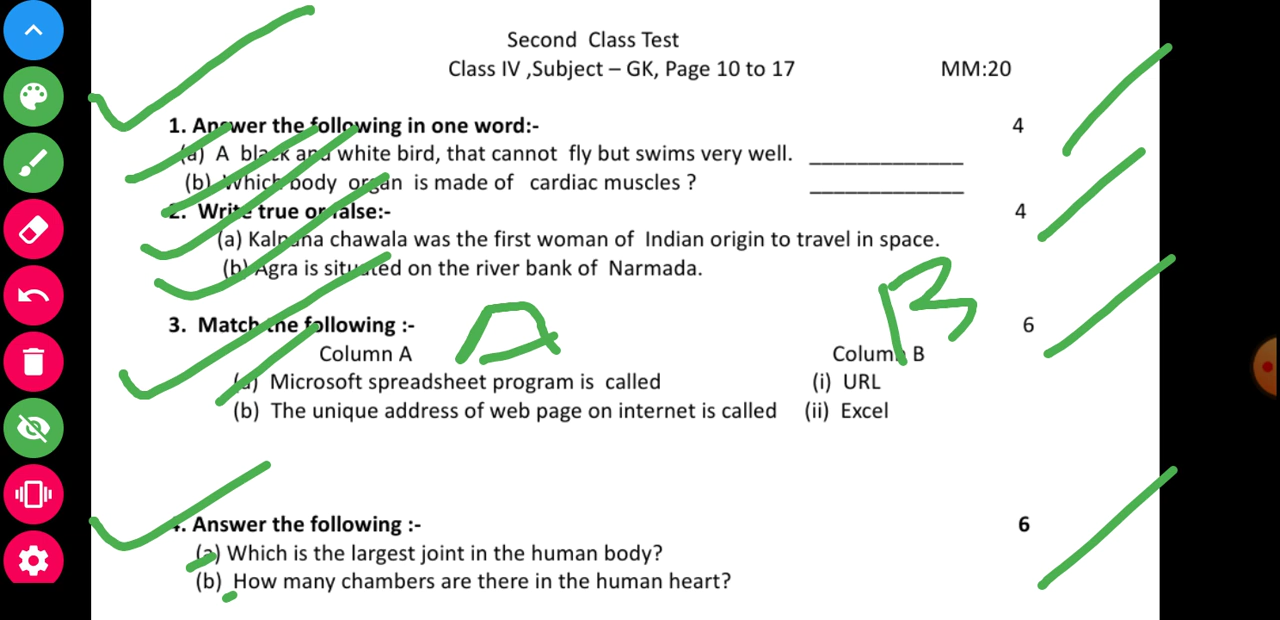 Second Class Test
Class IV ,Subject – GK, Page 10 to 17 MM:20
1. Answer the following in one word:- 4
(a) A black and white bird, that cannot fly but swims very well. ______________
(b) Which body organ is made of cardiac muscles ? ______________
2. Write true or false:- 4
(a) Kalpana chawala was the first woman of Indian origin to travel in space.
(b) Agra is situated on the river bank of Narmada.
A B
3. Match the following :- 6
Column A Column B
(a) Microsoft spreadsheet program is called (i) URL
(b) The unique address of web page on internet is called (ii) Excel
4. Answer the following :- 6
(a) Which is the largest joint in the human body?
(b) How many chambers are there in the human heart?